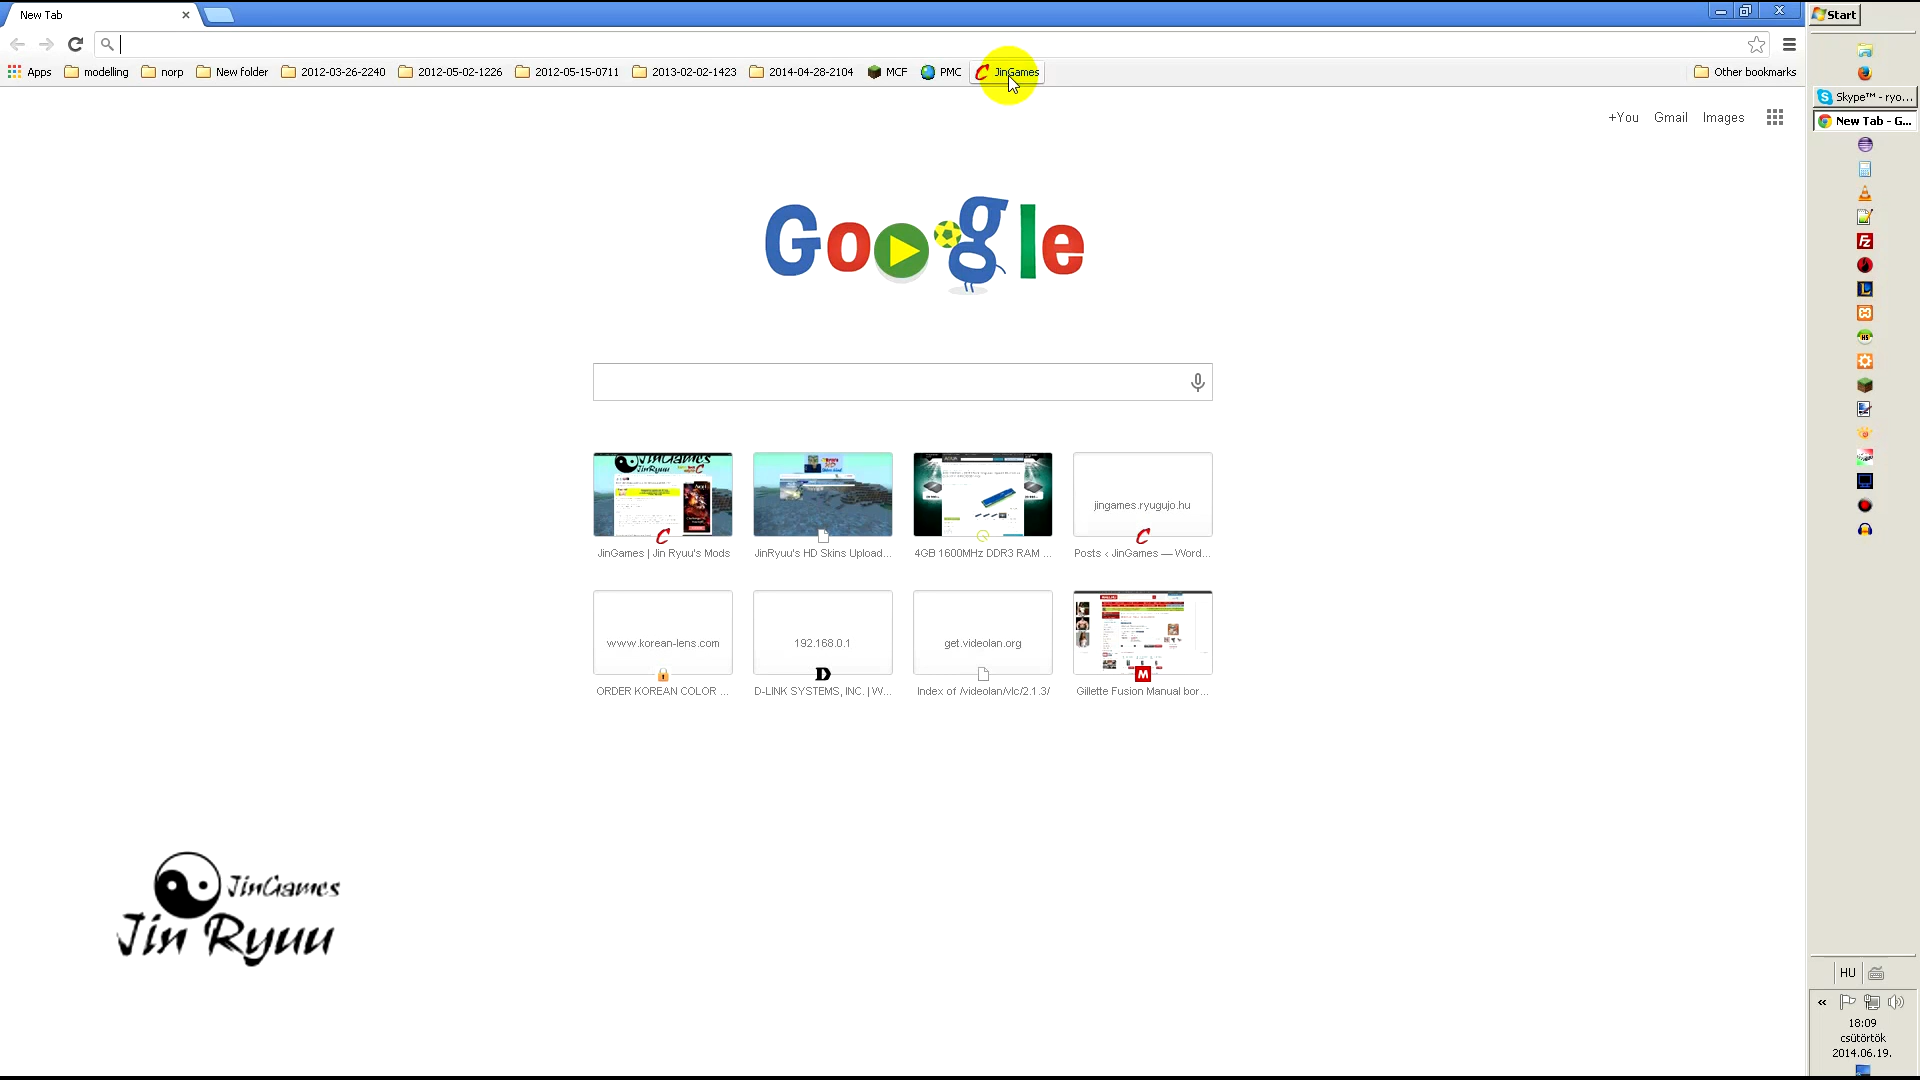 New Tab
Start
Apps modelling norp New folder 2012-03-26-2240 2012-05-02-1226 2012-05-15-0711 2013-02-02-1423 2014-04-28-2104 MCF PMC JinGames Other bookmarks
Skype™ - ryo...
New Tab - G...
+You Gmail Images
Google
JinGames | Jin Ryuu's Mods
JinRyuu's HD Skins Upload...
4GB 1600MHz DDR3 RAM ...
jingames.ryugujo.hu
Posts ‹ JinGames — Word...
www.korean-lens.com
ORDER KOREAN COLOR ...
192.168.0.1
D-LINK SYSTEMS, INC. | W...
get.videolan.org
Index of /videolan/vlc/2.1.3/
Gillette Fusion Manual bor...
JinGames
Jin Ryuu
HU
18:09
csütörtök
2014.06.19.